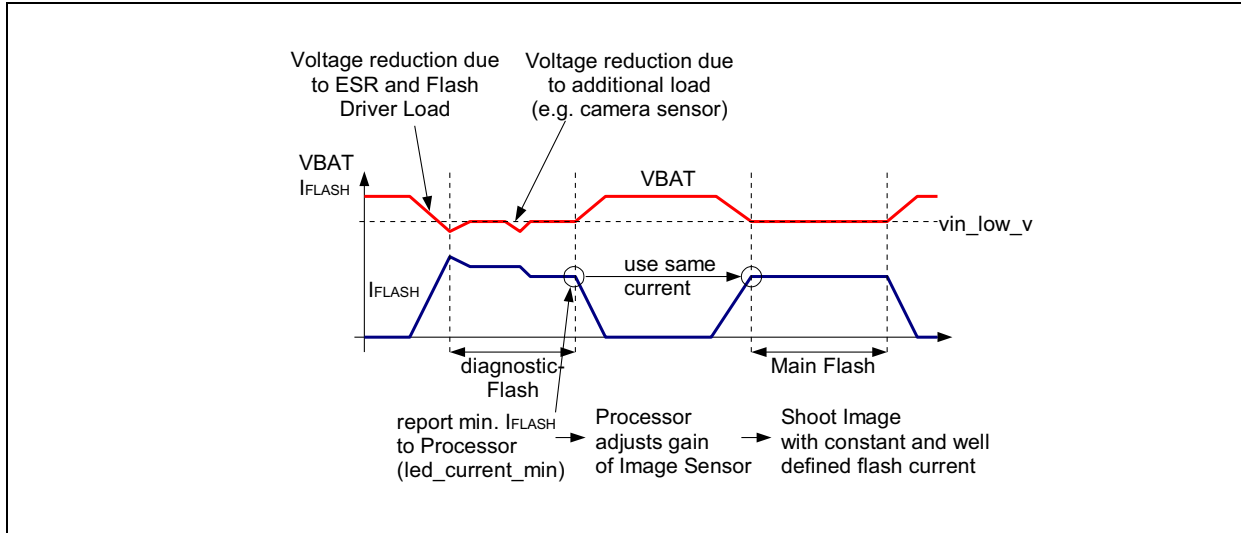 Voltage reduction due
to ESR and Flash
Driver Load
Voltage reduction due
to additional load
(e.g. camera sensor)
VBAT
IFLASH
VBAT
vin_low_v
IFLASH
use same
current
diagnostic-
Flash
Main Flash
report min. IFLASH
to Processor
(led_current_min)
Processor
adjusts gain
of Image Sensor
Shoot Image
with constant and well
defined flash current